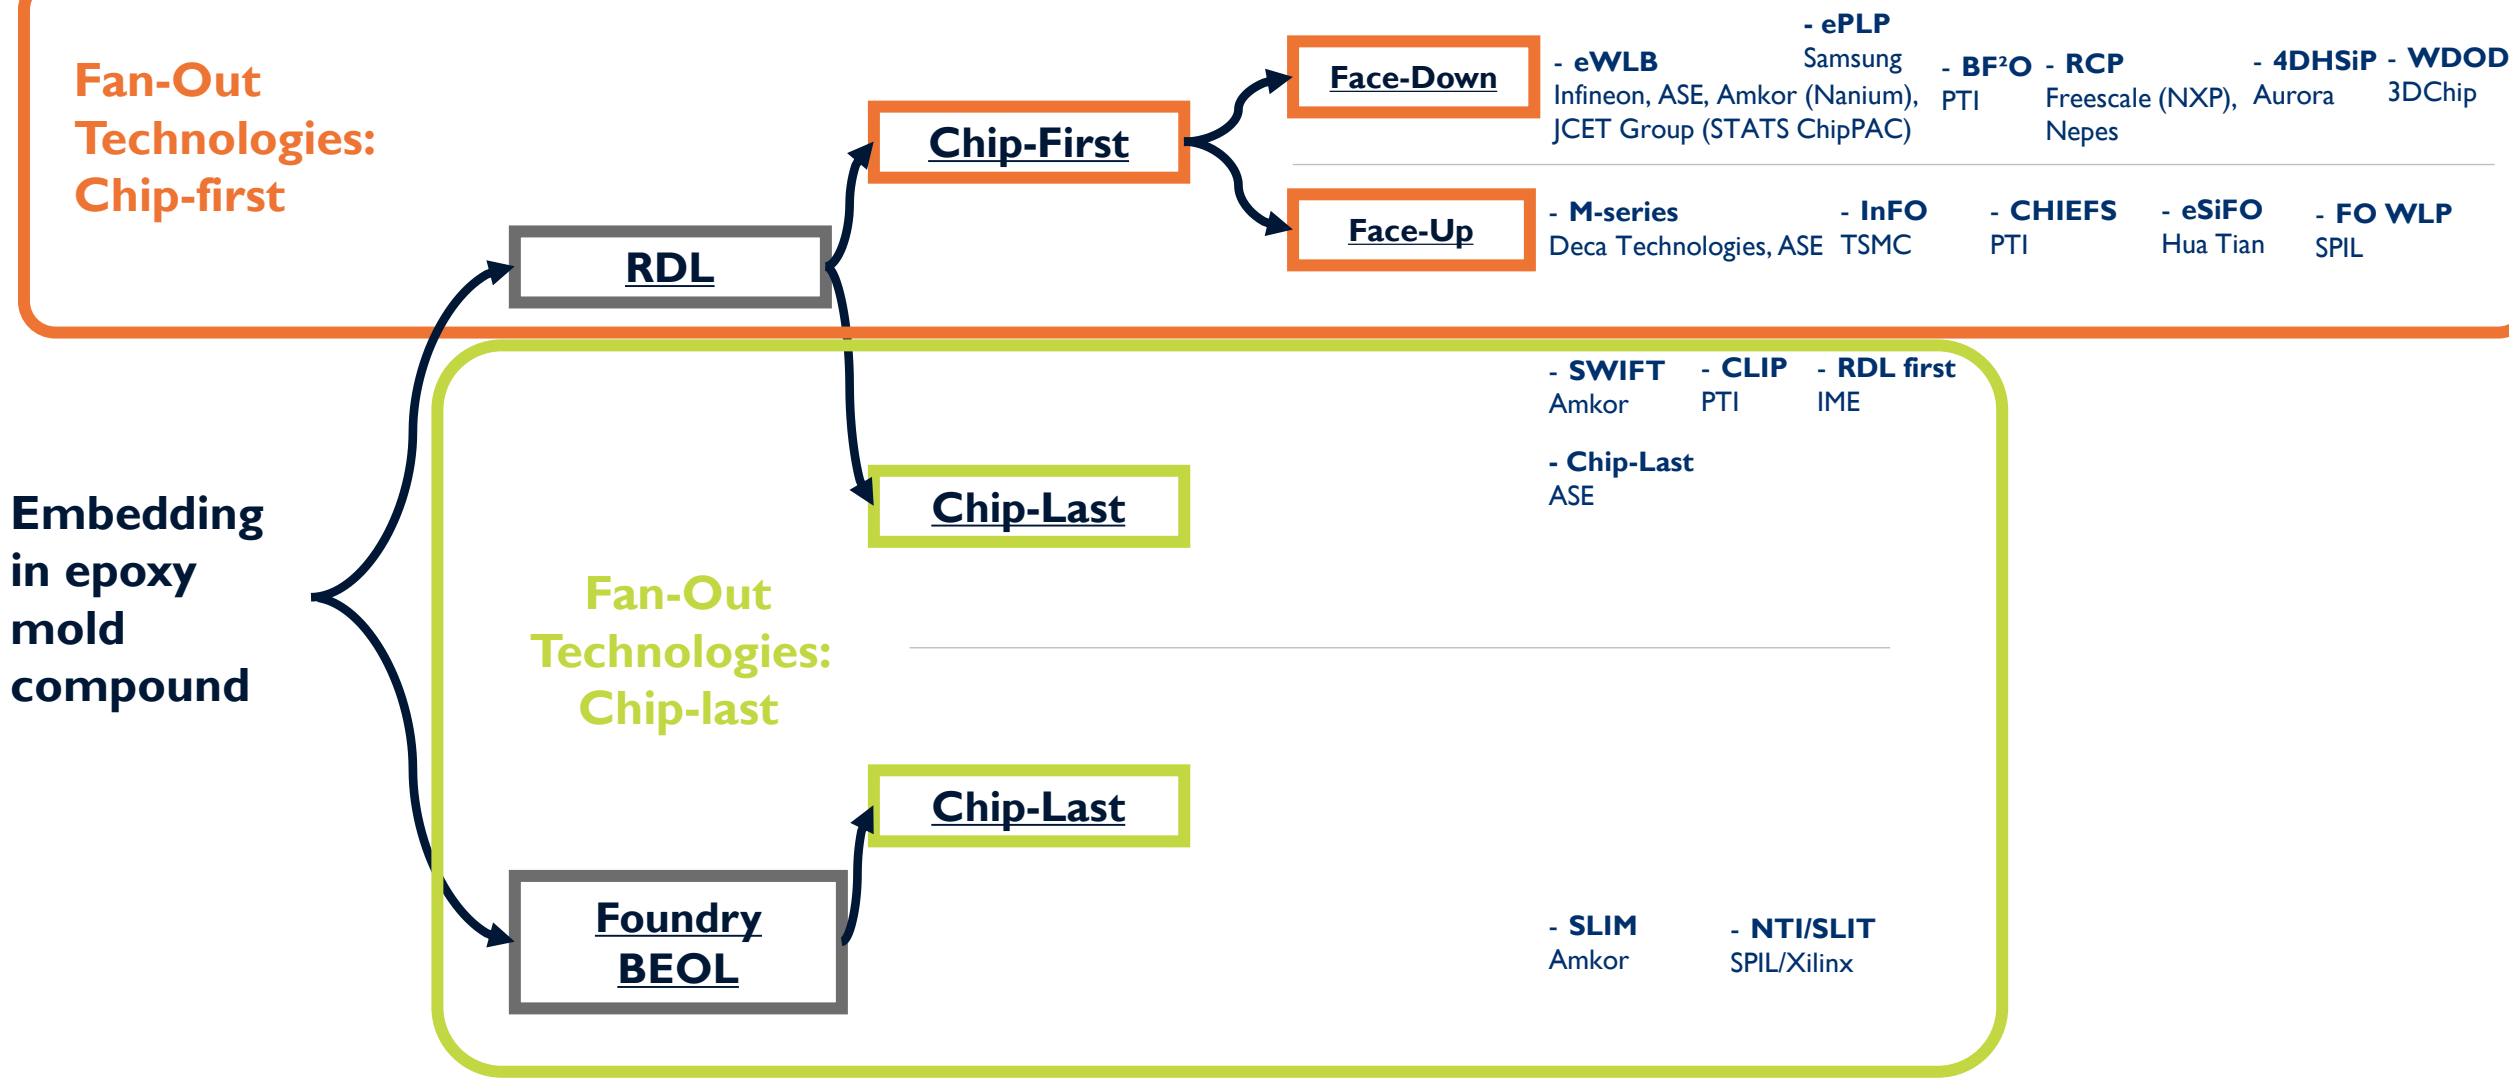 Fan-Out
Technologies:
Chip-first
Embedding
in epoxy
mold
compound
RDL
Foundry
BEOL
Chip-First
Face-Down
- eWLB
Infineon, ASE, Amkor (Nanium),
JCET Group (STATS ChipPAC)
- ePLP
Samsung
- BF²O
PTI
- RCP
Freescale (NXP),
Nepes
- 4DHSiP
Aurora
- WDOD
3DChip
Face-Up
- M-series
Deca Technologies, ASE
- InFO
TSMC
- CHIEFS
PTI
- eSiFO
Hua Tian
- FO WLP
SPIL
Fan-Out
Technologies:
Chip-last
Chip-Last
- SWIFT
Amkor
- CLIP
PTI
- RDL first
IME
- Chip-Last
ASE
Chip-Last
- SLIM
Amkor
- NTI/SLIT
SPIL/Xilinx